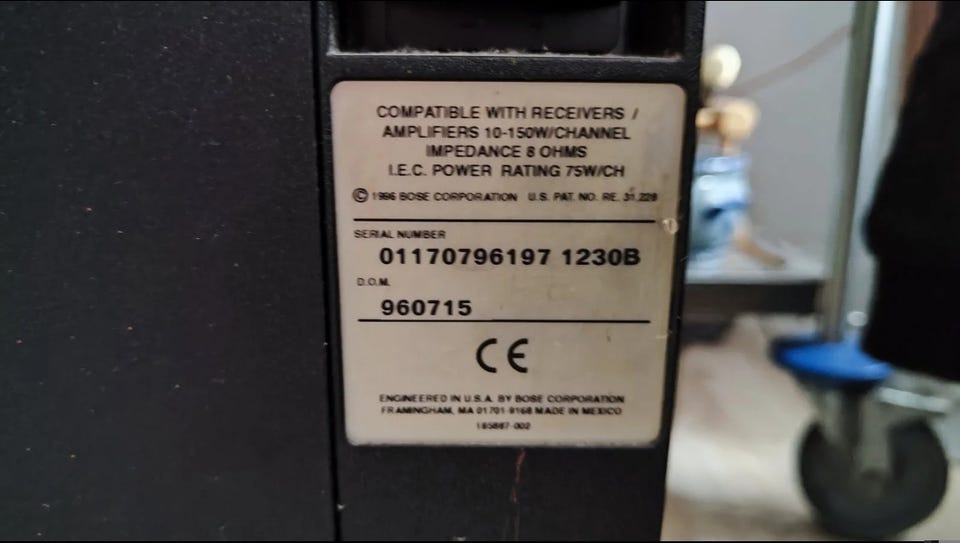 COMPATIBLE WITH RECEIVERS /
AMPLIFIERS 10-150W/CHANNEL
IMPEDANCE 8 OHMS
I.E.C. POWER RATING 75W/CH
© 1996 BOSE CORPORATION U.S. PAT. NO. RE. 31,228
SERIAL NUMBER
01170796197 1230B
D.O.M.
960715
CE
ENGINEERED IN U.S.A. BY BOSE CORPORATION
FRAMINGHAM, MA 01701-9168 MADE IN MEXICO
185887-002